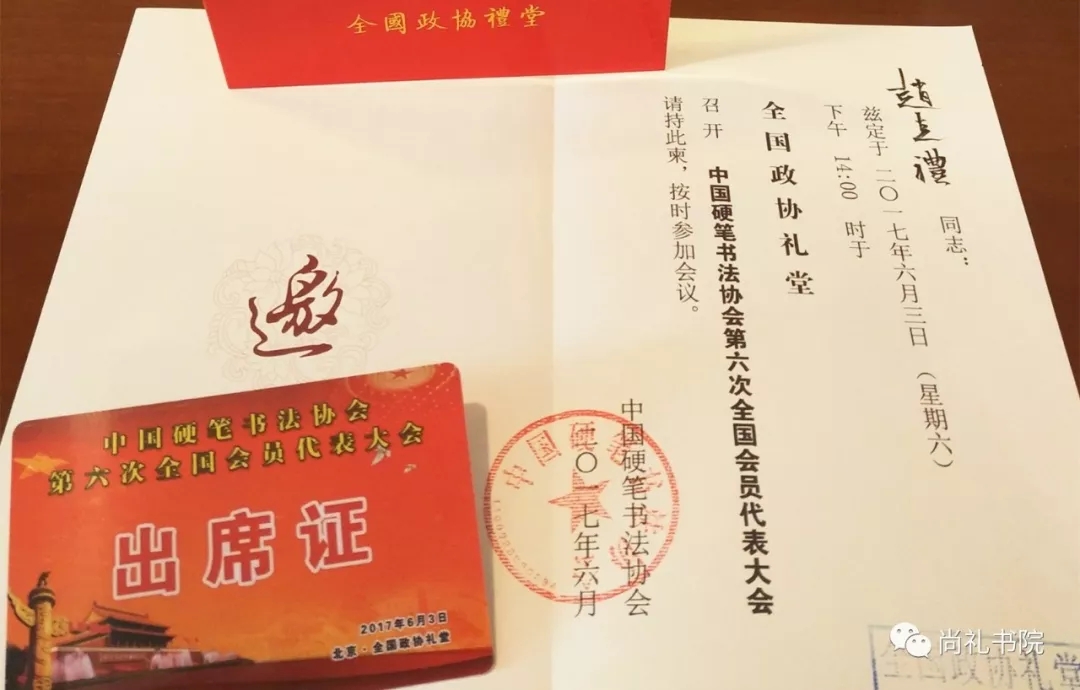 全國政協禮堂
趙立禮 同志：
兹定于 二〇一七年六月三日（星期六）
下午 14:00 时于
全国政协礼堂
召开 中国硬笔书法协会第六次全国会员代表大会
请持此柬，按时参加会议。
中国硬笔书法协会
二〇一七年六月
邀
中国硬笔书法协会
第六次全国会员代表大会
出席证
2017年6月3日
北京·全国政协礼堂
全国政协礼堂
尚礼书院